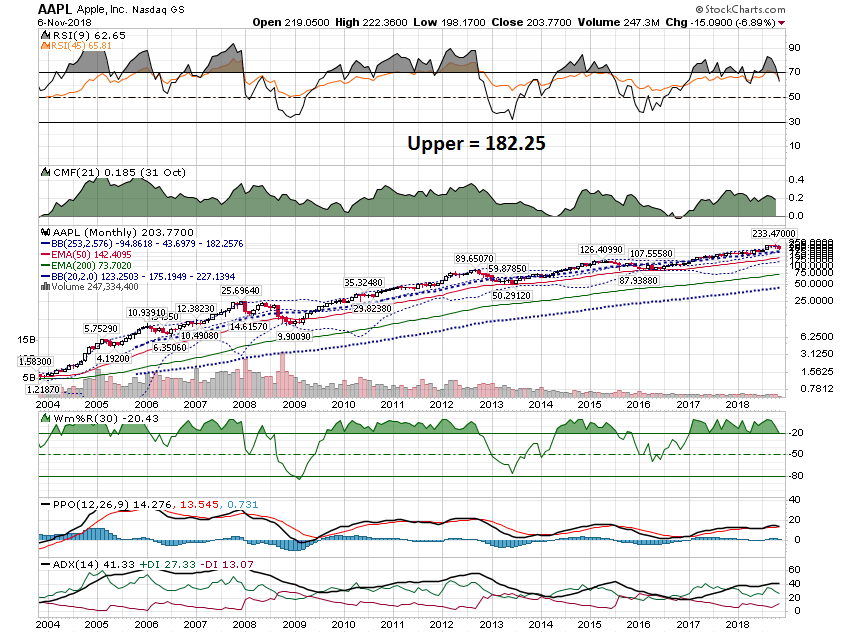 AAPL Apple, Inc. Nasdaq GS © StockCharts.com
6-Nov-2018 Open 219.0500 High 222.3600 Low 198.1700 Close 203.7700 Volume 247.3M Chg -15.0900 (-6.89%)
RSI(9) 62.65
RSI(45) 65.81
90
70
50
30
10
Upper = 182.25
CMF(21) 0.185 (31 Oct)
0.4
0.2
0.0
AAPL (Monthly) 203.7700
BB(253,2.576) -94.8618 - 43.6979 - 182.2576
EMA(50) 142.4095
EMA(200) 73.7020
BB(20,2.0) 123.2503 - 175.1949 - 227.1394
Volume 247,334,400
233.47000
126.40990
107.55580
89.65070
59.87850
87.93880
50.29120
35.32480
29.82380
25.69640
14.61570
9.90090
12.38230
10.93910
10.49080
6.35060
5.75290
4.19200
1.58300
1.21870
15B
5B
100.0000
50.0000
25.0000
6.2500
3.1250
1.5625
0.7812
2004 2005 2006 2007 2008 2009 2010 2011 2012 2013 2014 2015 2016 2017 2018
Wm%R(30) -20.43
-20
-50
-80
PPO(12,26,9) 14.276, 13.545, 0.731
40
20
0
ADX(14) 41.33 +DI 27.33 -DI 13.07
60
40
20
0
2004 2005 2006 2007 2008 2009 2010 2011 2012 2013 2014 2015 2016 2017 2018